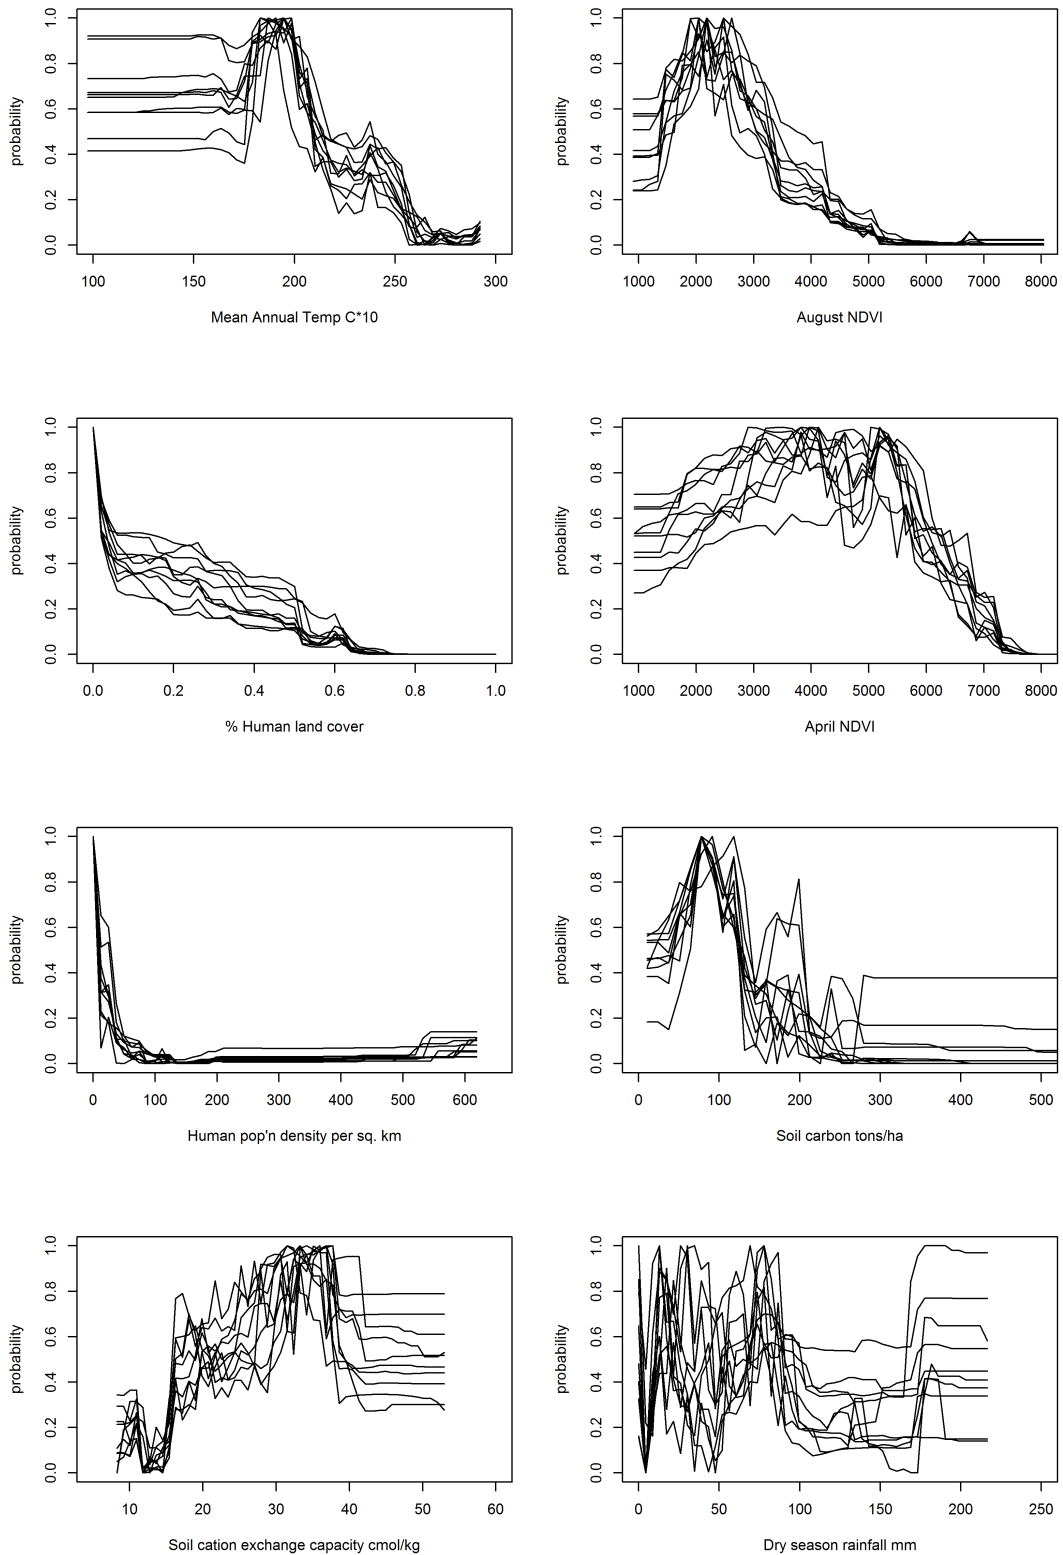 probability
0.0 0.2 0.4 0.6 0.8 1.0
100 150 200 250 300
Mean Annual Temp C*10
probability
0.0 0.2 0.4 0.6 0.8 1.0
1000 2000 3000 4000 5000 6000 7000 8000
August NDVI
probability
0.0 0.2 0.4 0.6 0.8 1.0
0.0 0.2 0.4 0.6 0.8 1.0
% Human land cover
probability
0.0 0.2 0.4 0.6 0.8 1.0
1000 2000 3000 4000 5000 6000 7000 8000
April NDVI
probability
0.0 0.2 0.4 0.6 0.8 1.0
0 100 200 300 400 500 600
Human pop'n density per sq. km
probability
0.0 0.2 0.4 0.6 0.8 1.0
0 100 200 300 400 500
Soil carbon tons/ha
probability
0.0 0.2 0.4 0.6 0.8 1.0
10 20 30 40 50 60
Soil cation exchange capacity cmol/kg
probability
0.0 0.2 0.4 0.6 0.8 1.0
0 50 100 150 200 250
Dry season rainfall mm